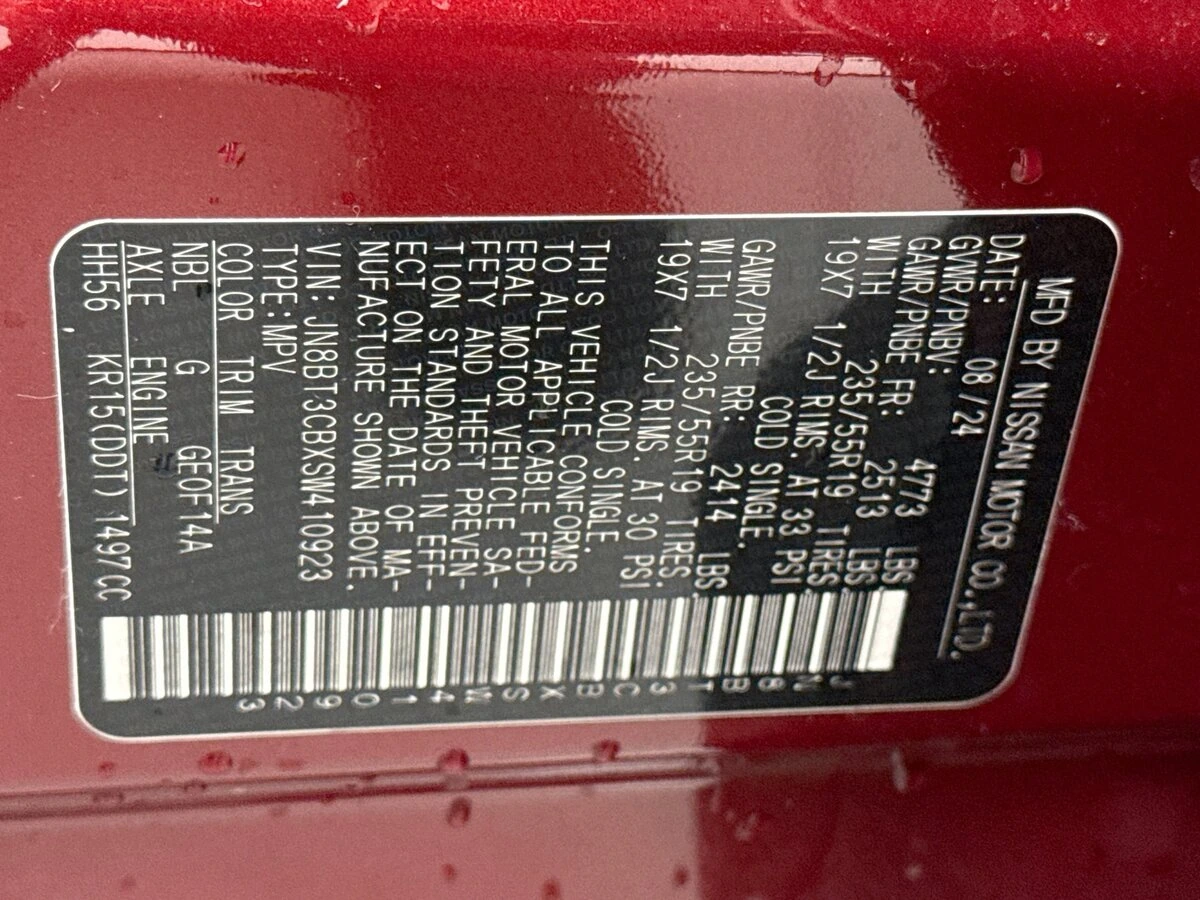 MFD BY NISSAN MOTOR CO.,LTD.
DATE: 08/24
GVWR/PNBV: 4773 LBS
GAWR/PNBE FR: 2513 LBS
WITH 235/55R19 TIRES,
19X7 1/2J RIMS. AT 33 PSI
COLD SINGLE.
GAWR/PNBE RR: 2414 LBS
WITH 235/55R19 TIRES,
19X7 1/2J RIMS. AT 30 PSI
COLD SINGLE.
THIS VEHICLE CONFORMS
TO ALL APPLICABLE FED-
ERAL MOTOR VEHICLE SA-
FETY AND THEFT PREVEN-
TION STANDARDS IN EFF-
ECT ON THE DATE OF MA-
NUFACTURE SHOWN ABOVE.
VIN: JN8BT3CBXSW410923
TYPE:MPV
COLOR TRIM TRANS
NBL G GE0F14A
AXLE ENGINE
HH56 KR15(DDT) 1497CC
JN8BT3CBXSW410923